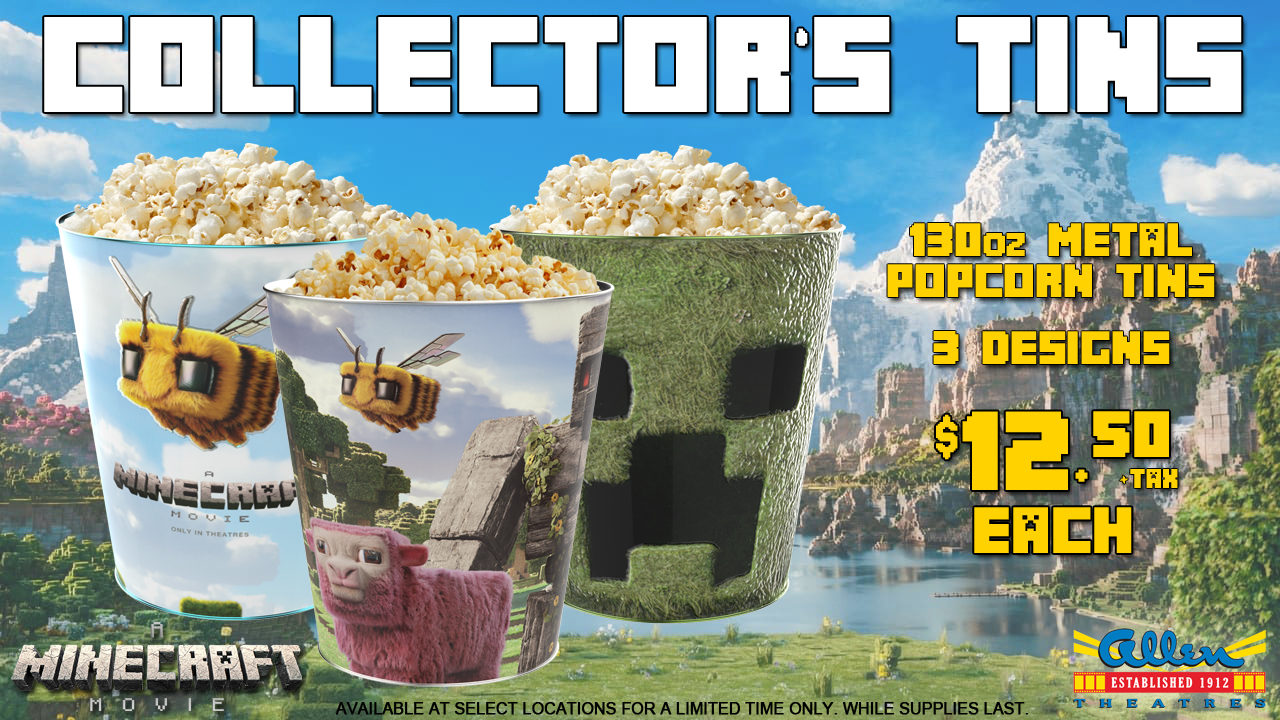 COLLECTOR'S TINS
130oz METAL
POPCORN TINS
3 DESIGNS
$12.50
+TAX
EACH
A
MINECRAF
MOVIE
ONLY IN THEATRES
A
MINECRAFT
MOVIE
Allen
ESTABLISHED 1912
THEATRES
AVAILABLE AT SELECT LOCATIONS FOR A LIMITED TIME ONLY. WHILE SUPPLIES LAST.